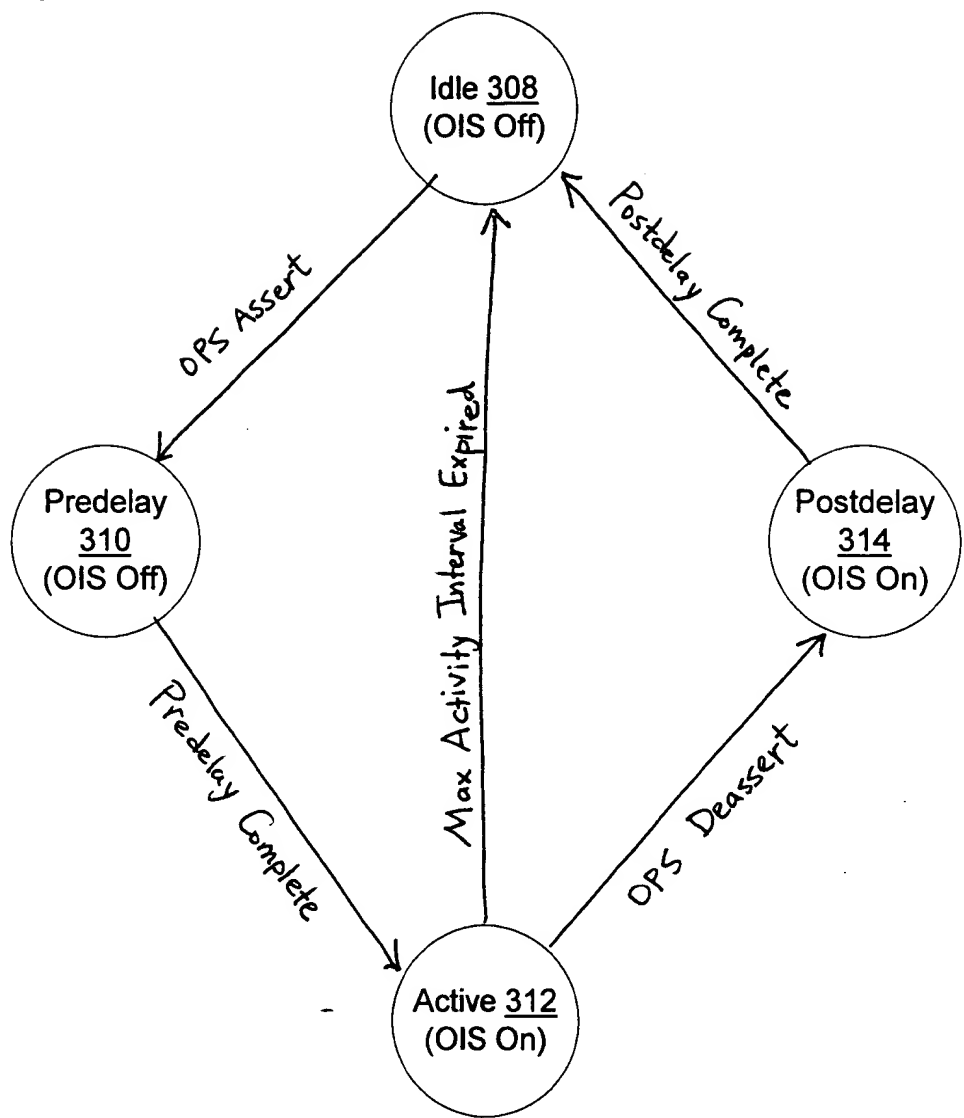 Idle 308
(OIS Off)
OPS Assert
Postdelay Complete
Max Activity Interval Expired
Predelay
310
(OIS Off)
Postdelay
314
(OIS On)
Predelay Complete
OPS Deassert
Active 312
(OIS On)